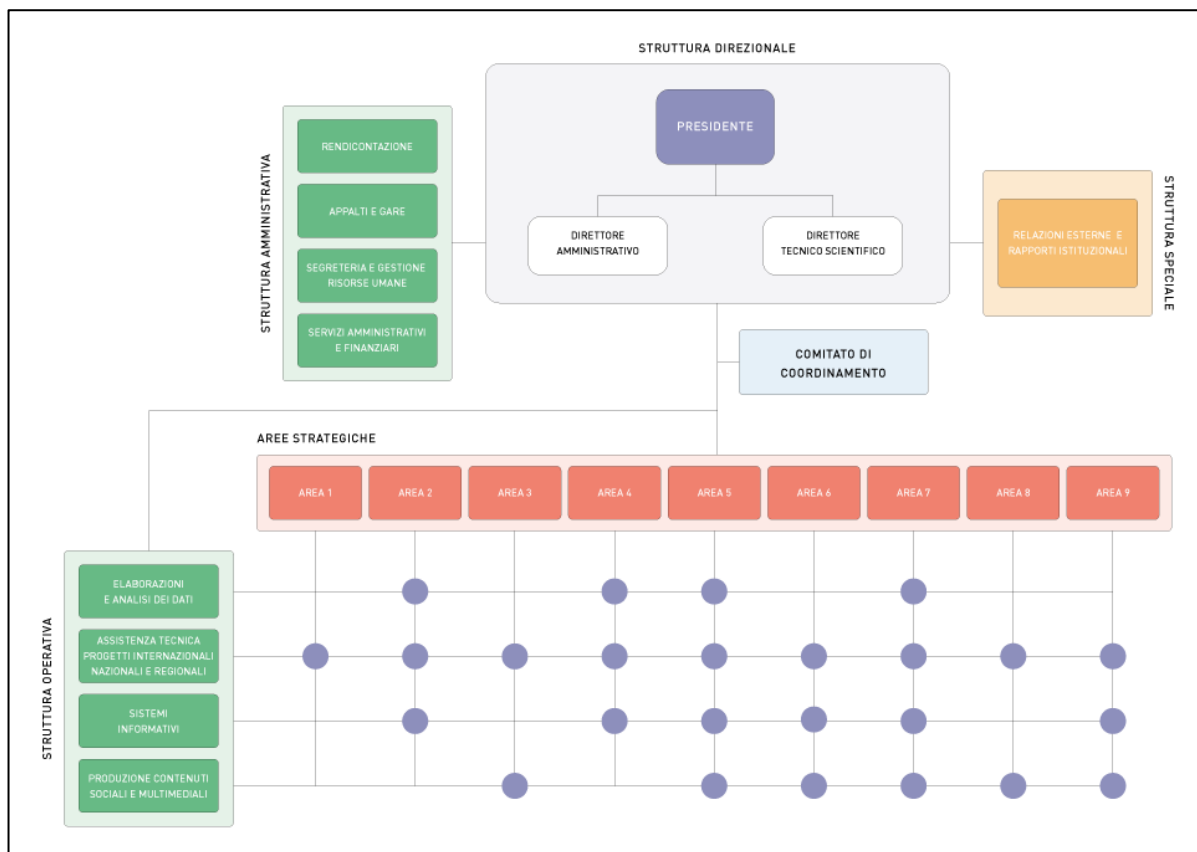 STRUTTURA DIREZIONALE
PRESIDENTE
DIRETTORE
AMMINISTRATIVO
DIRETTORE
TECNICO SCIENTIFICO
STRUTTURA AMMINISTRATIVA
RENDICONTAZIONE
APPALTI E GARE
SEGRETERIA E GESTIONE
RISORSE UMANE
SERVIZI AMMINISTRATIVI
E FINANZIARI
RELAZIONI ESTERNE E
RAPPORTI ISTITUZIONALI
STRUTTURA SPECIALE
COMITATO DI
COORDINAMENTO
AREE STRATEGICHE
AREA 1
AREA 2
AREA 3
AREA 4
AREA 5
AREA 6
AREA 7
AREA 8
AREA 9
STRUTTURA OPERATIVA
ELABORAZIONI
E ANALISI DEI DATI
ASSISTENZA TECNICA
PROGETTI INTERNAZIONALI
NAZIONALI E REGIONALI
SISTEMI
INFORMATIVI
PRODUZIONE CONTENUTI
SOCIALI E MULTIMEDIALI